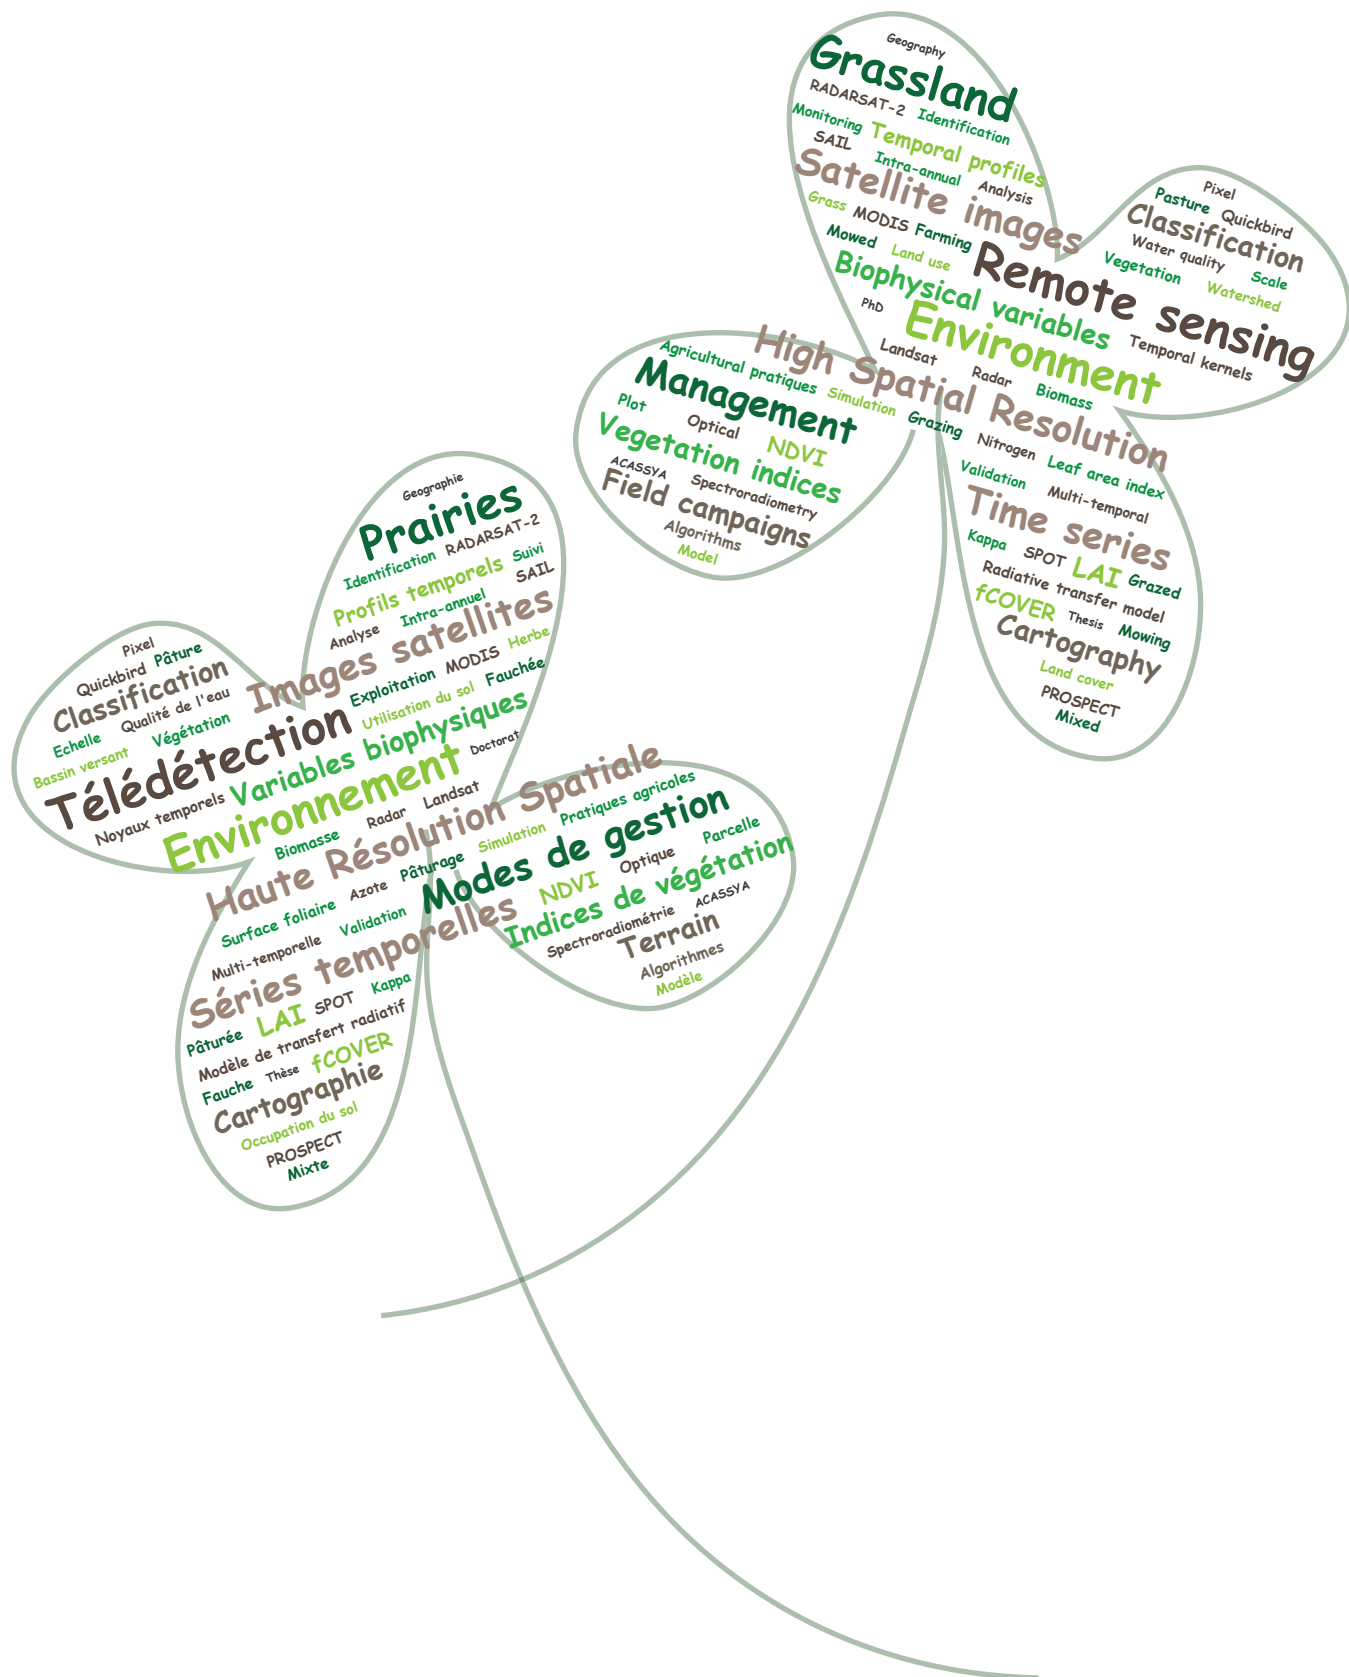 Geography
Grassland
RADARSAT-2
Identification
Monitoring
Temporal profiles
SAIL
Intra-annual
Analysis
Satellite images
Grass
MODIS
Farming
Mowed
Land use
Remote sensing
Pixel
Pasture
Quickbird
Classification
Water quality
Vegetation
Scale
Watershed
Biophysical variables
PhD
Environment
Temporal kernels
Landsat
Radar
Biomass
High Spatial Resolution
Agricultural pratiques
Management
Simulation
Grazing
Plot
Optical
NDVI
Vegetation indices
ACASSYA
Spectroradiometry
Field campaigns
Algorithms
Model
Nitrogen
Leaf area index
Validation
Multi-temporal
Time series
Kappa
SPOT
LAI
Grazed
Radiative transfer model
fCOVER
Thesis
Mowing
Cartography
Land cover
PROSPECT
Mixed
Geographie
Prairies
Identification
RADARSAT-2
Profils temporels
Suivi
SAIL
Analyse
Intra-annuel
Images satellites
Herbe
Exploitation
MODIS
Fauchée
Utilisation du sol
Pixel
Quickbird
Pâture
Classification
Qualité de l'eau
Echelle
Végétation
Bassin versant
Télédétection
Variables biophysiques
Doctorat
Noyaux temporels
Environnement
Biomasse
Radar
Landsat
Haute Résolution Spatiale
Simulation
Pratiques agricoles
Modes de gestion
Parcelle
Azote
Pâturage
NDVI
Optique
Indices de végétation
Spectroradiométrie
ACASSYA
Terrain
Algorithmes
Modèle
Surface foliaire
Validation
Multi-temporelle
Séries temporelles
Kappa
Pâturée
LAI
SPOT
Modèle de transfert radiatif
Fauche
Thèse
fCOVER
Cartographie
Occupation du sol
PROSPECT
Mixte